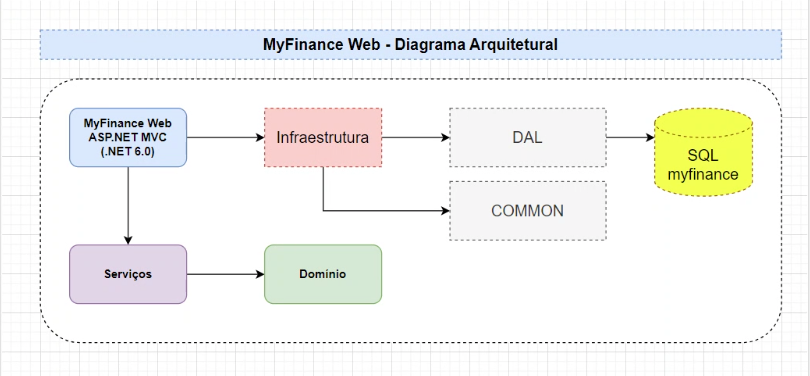 MyFinance Web - Diagrama Arquitetural
MyFinance Web
ASP.NET MVC
(.NET 6.0)
Infraestrutura
DAL
SQL
myfinance
COMMON
Serviços
Domínio